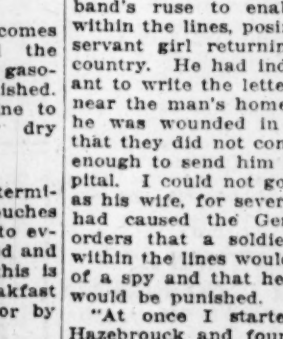 comes
the
gaso-
ished.
ne to
dry
termi-
ouches
to ev-
d and
his is
akfast
or by
band's ruse to enal
within the lines, posi
servant girl returnin
country. He had ind
ant to write the lette
near the man's home
he was wounded in
that they did not con
enough to send him
pital. I could not go
as his wife, for sever
had caused the Ger
orders that a soldie
within the lines would
of a spy and that he
would be punished.
"At once I starte
Hazebrouck and four